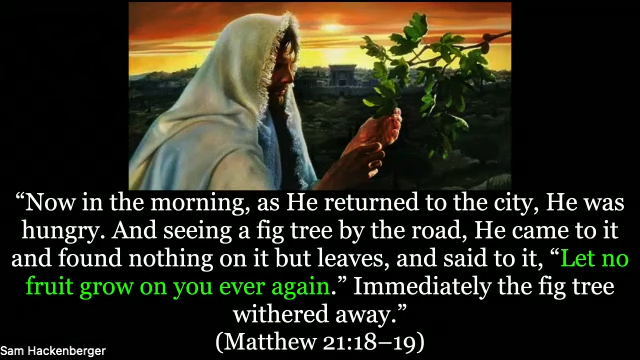 “Now in the morning, as He returned to the city, He was
hungry. And seeing a fig tree by the road, He came to it
and found nothing on it but leaves, and said to it, “Let no
fruit grow on you ever again.” Immediately the fig tree
withered away.”
(Matthew 21:18–19)
Sam Hackenberger